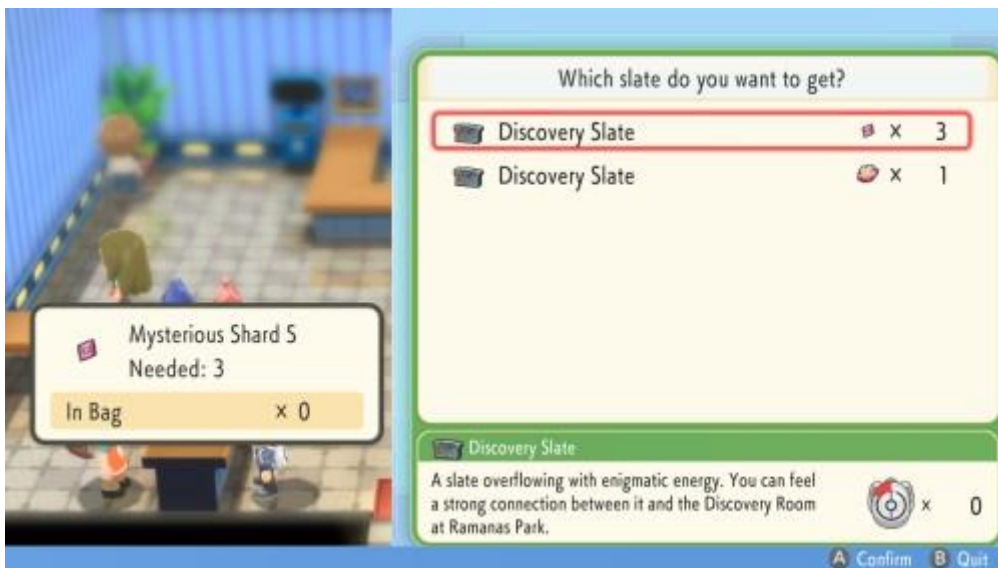 Which slate do you want to get?
Discovery Slate × 3
Discovery Slate × 1
Mysterious Shard S
Needed: 3
In Bag × 0
Discovery Slate
A slate overflowing with enigmatic energy. You can feel
a strong connection between it and the Discovery Room
at Ramanas Park.
× 0
A Confirm B Quit